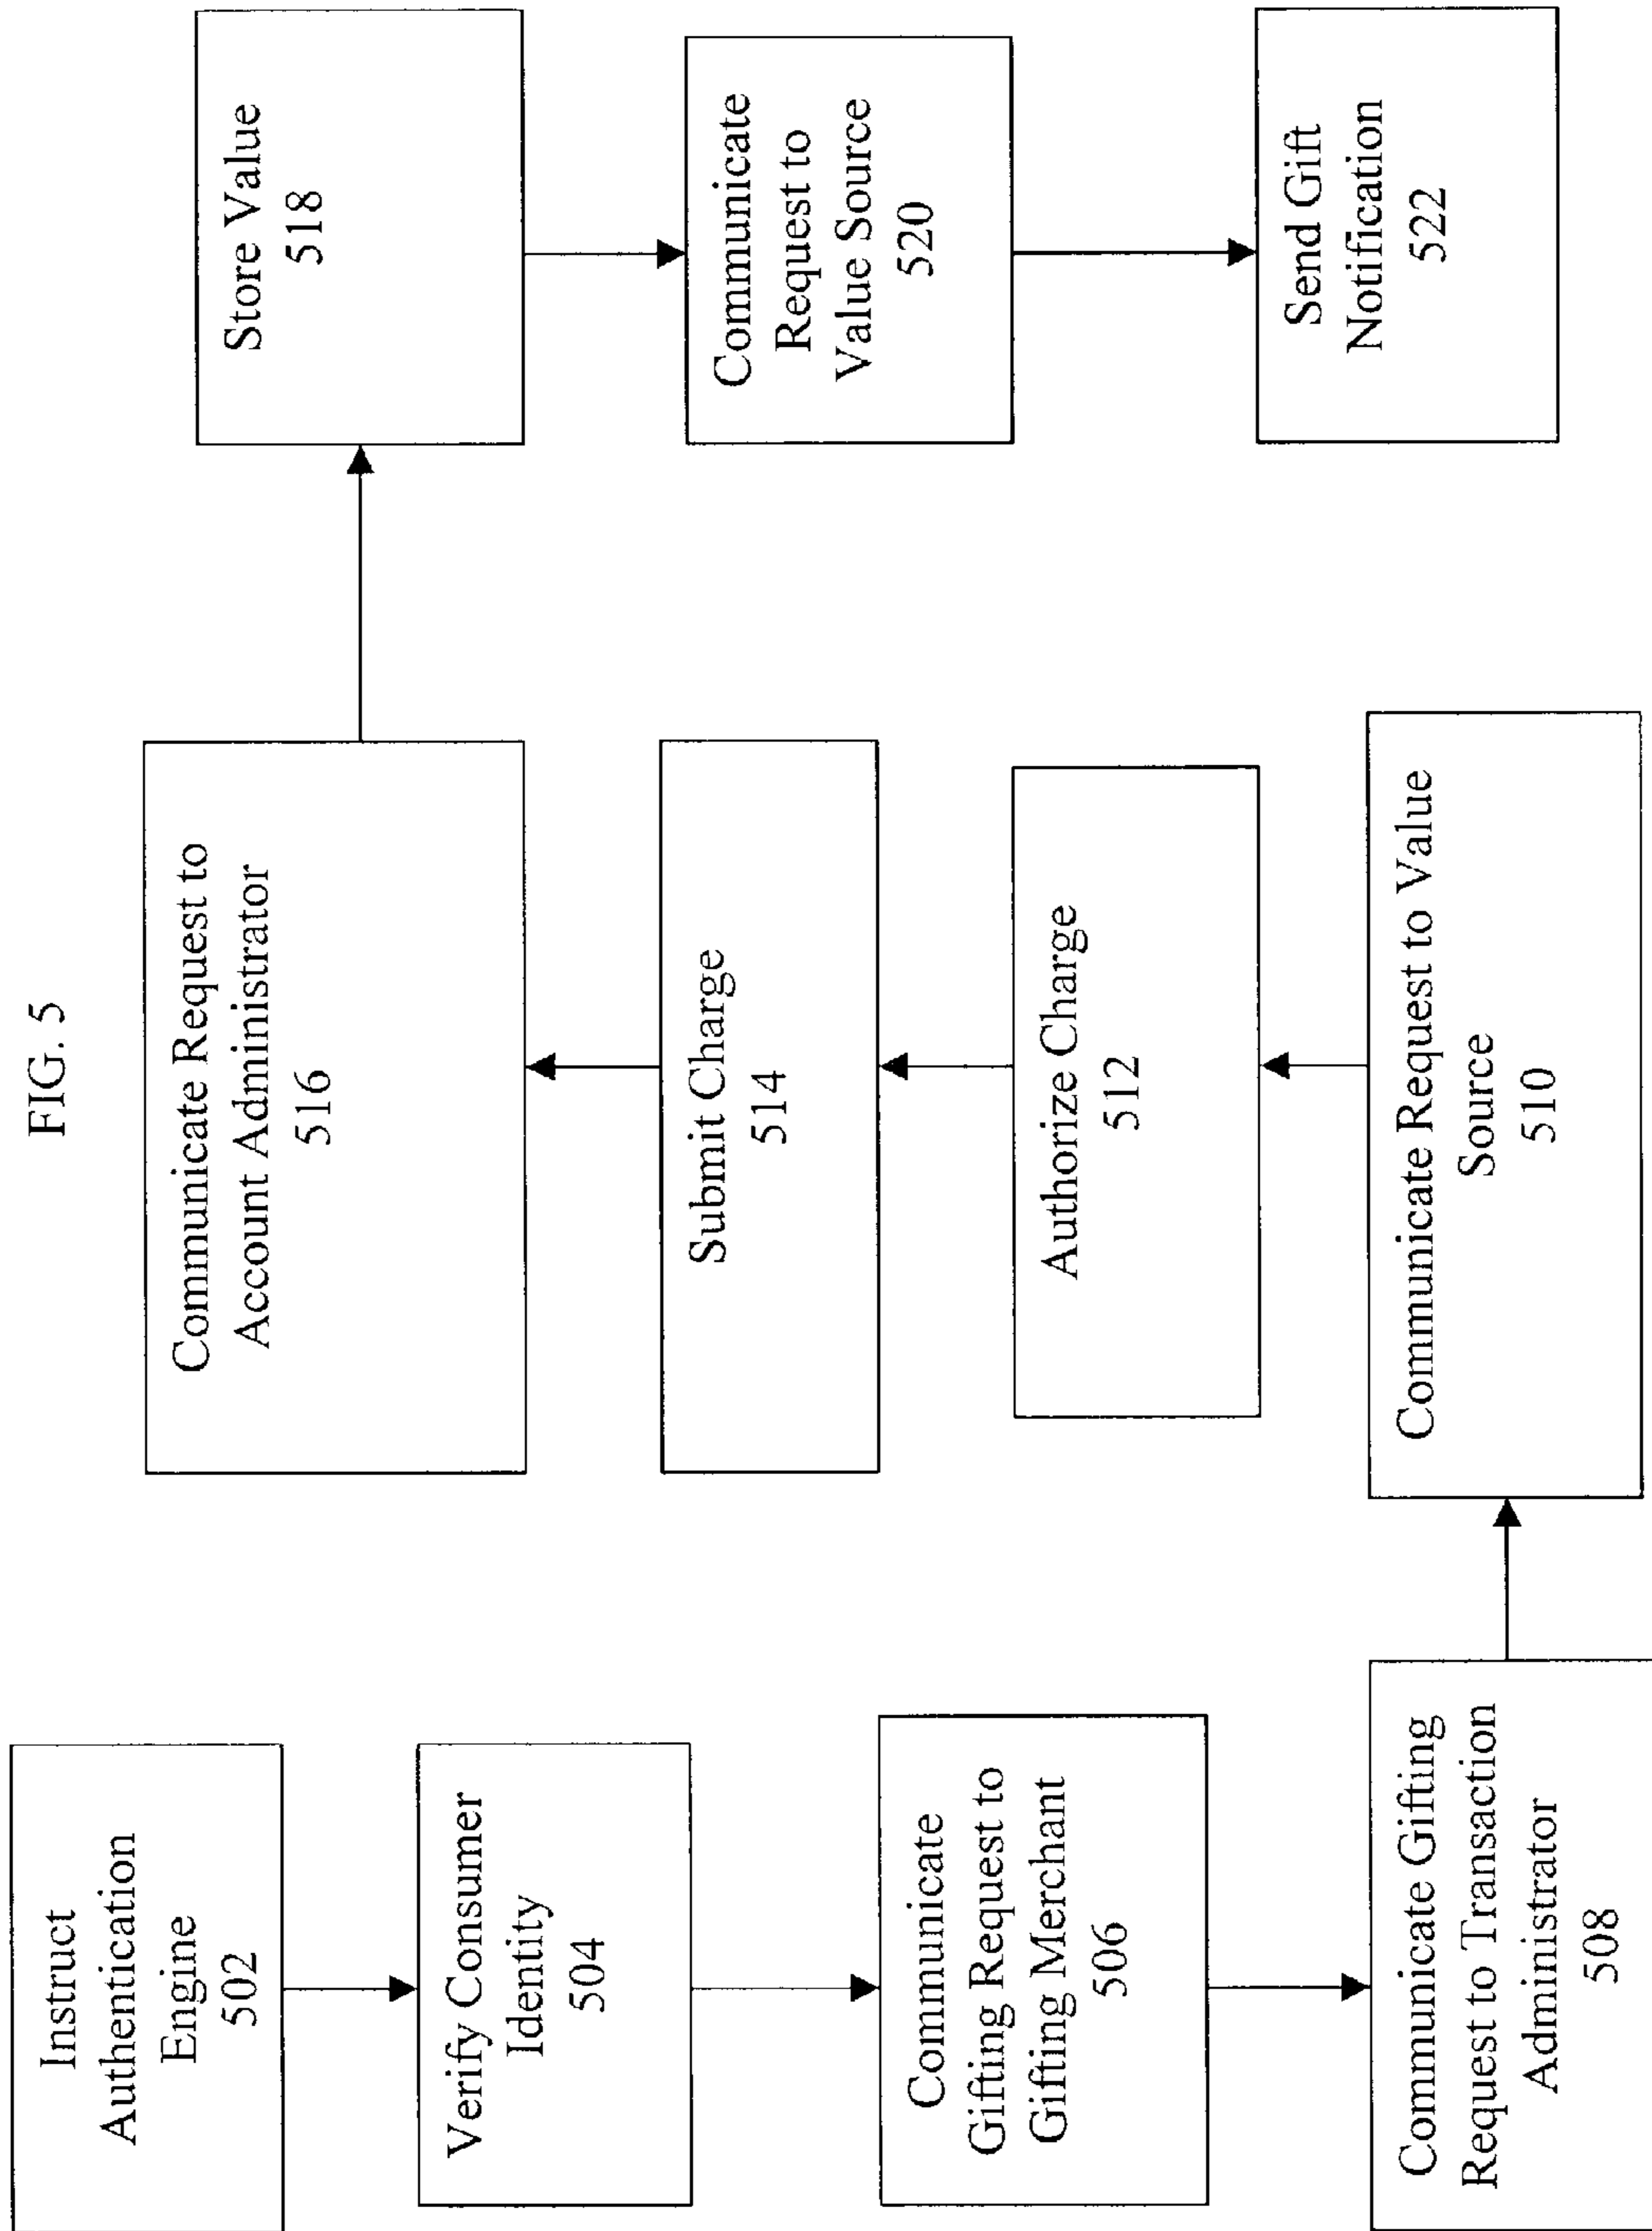 FIG. 5
Instruct
Authentication
Engine
502
Verify Consumer
Identity
504
Communicate
Gifting Request to
Gifting Merchant
506
Communicate Gifting
Request to Transaction
Administrator
508
Communicate Request to Value
Source
510
Authorize Charge
512
Submit Charge
514
Communicate Request to
Account Administrator
516
Store Value
518
Communicate
Request to
Value Source
520
Send Gift
Notification
522